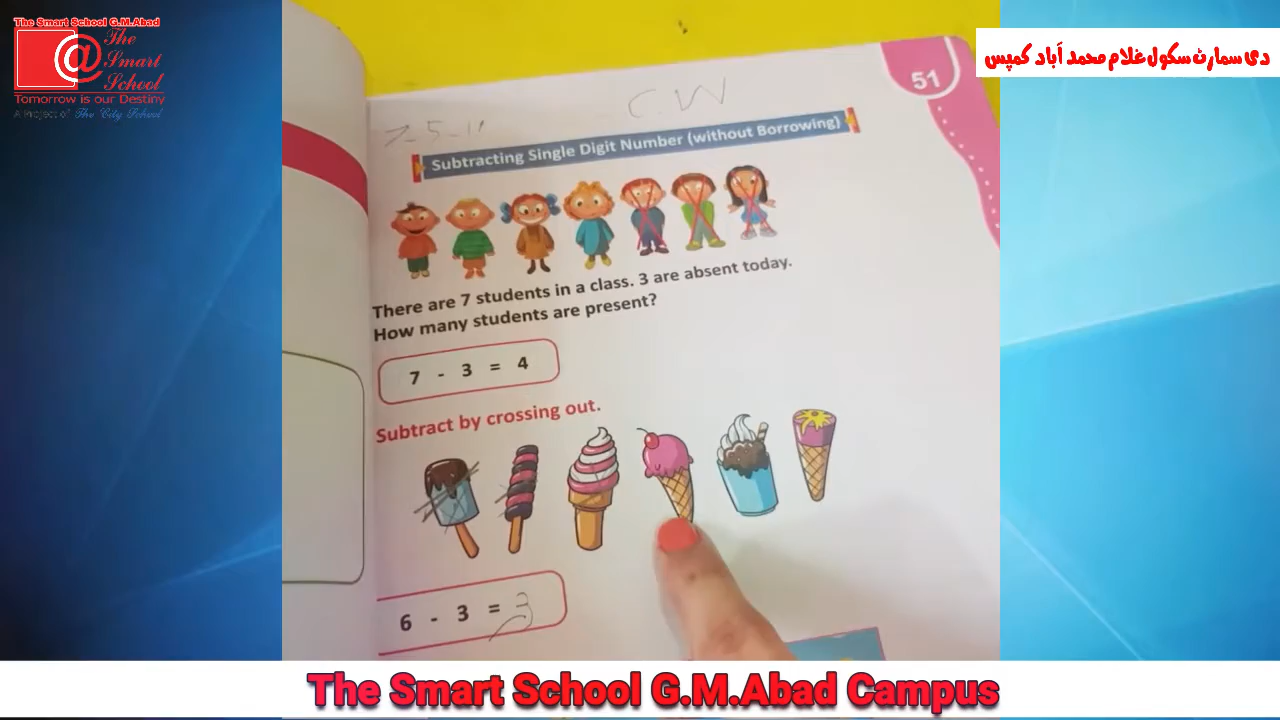 The Smart School G.M.Abad
The
Smart
School
Tomorrow is our Destiny
A Project of The City School
دی سمارٹ سکول غلام محمد آباد کیمپس
51
C W
Subtracting Single Digit Number (without Borrowing)
There are 7 students in a class. 3 are absent today.
How many students are present?
7 - 3 = 4
Subtract by crossing out.
6 - 3 = 3
The Smart School G.M.Abad Campus